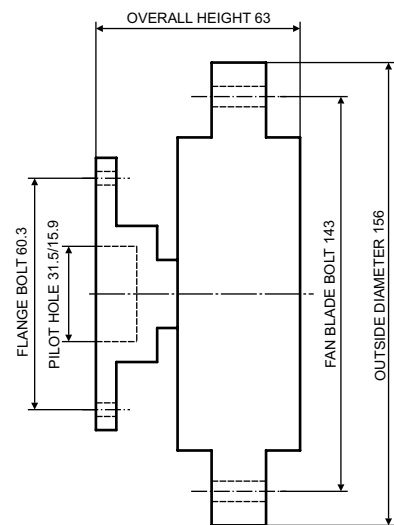 OVERALL HEIGHT 63
FLANGE BOLT 60.3
PILOT HOLE 31.5/15.9
FAN BLADE BOLT 143
OUTSIDE DIAMETER 156